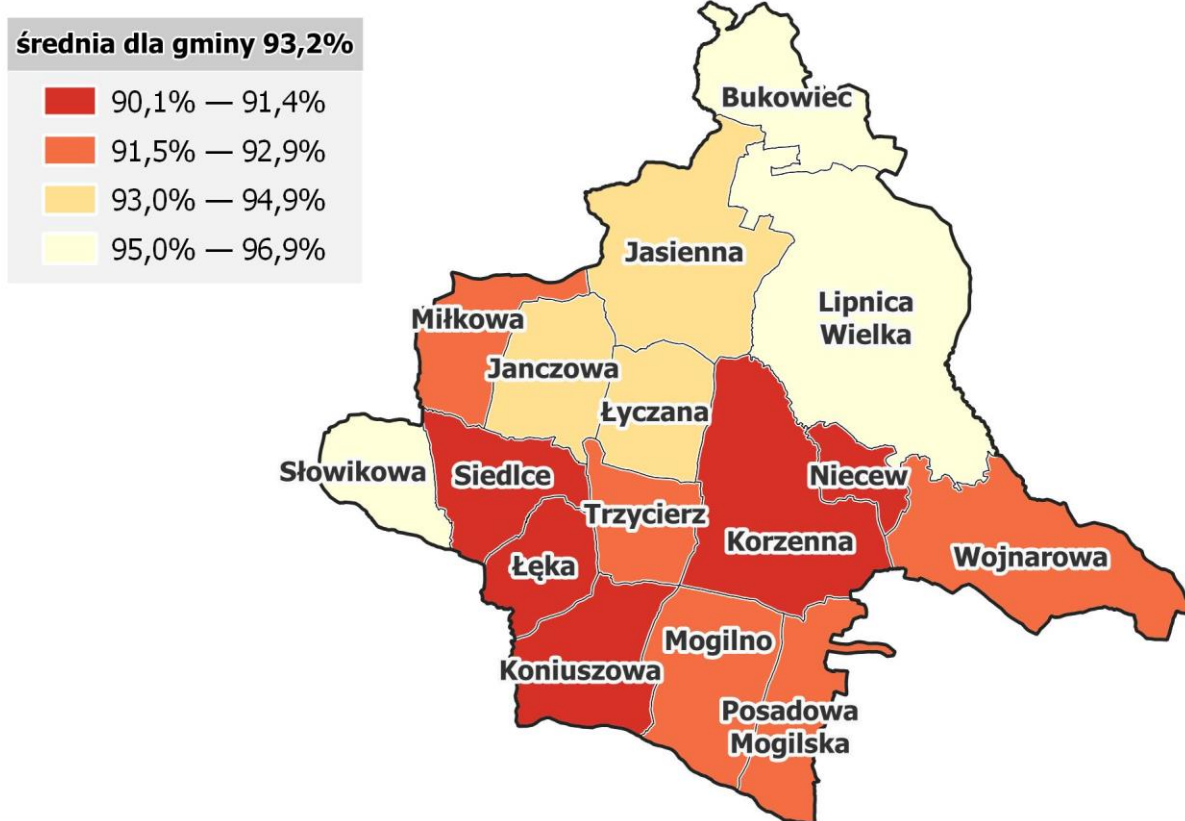 średnia dla gminy 93,2%
90,1% — 91,4%
91,5% — 92,9%
93,0% — 94,9%
95,0% — 96,9%
Bukowiec
Jasienna
Lipnica
Wielka
Miłkowa
Janczowa
Łyczana
Słowikowa
Siedlce
Niecew
Trzycierz
Korzenna
Wojnarowa
Łęka
Mogilno
Koniuszowa
Posadowa
Mogilska